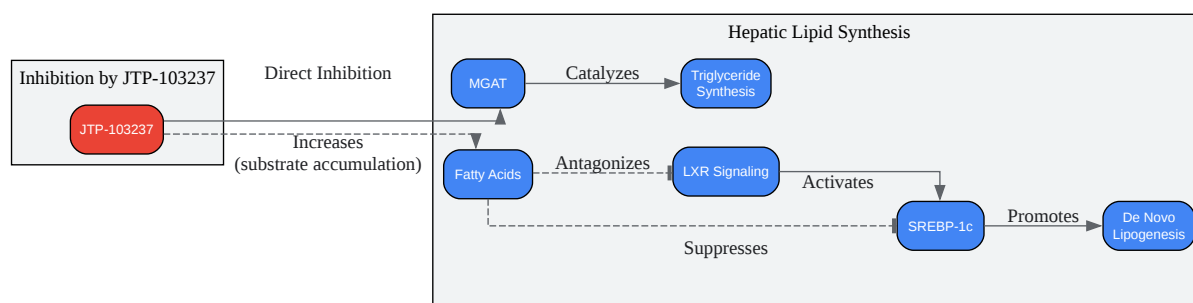 Hepatic Lipid Synthesis
Inhibition by JTP-103237
Direct Inhibition
MGAT
Catalyzes
Triglyceride
Synthesis
JTP-103237
Increases
(substrate accumulation)
Fatty Acids
Antagonizes
LXR Signaling
Activates
Suppresses
SREBP-1c
Promotes
De Novo
Lipogenesis